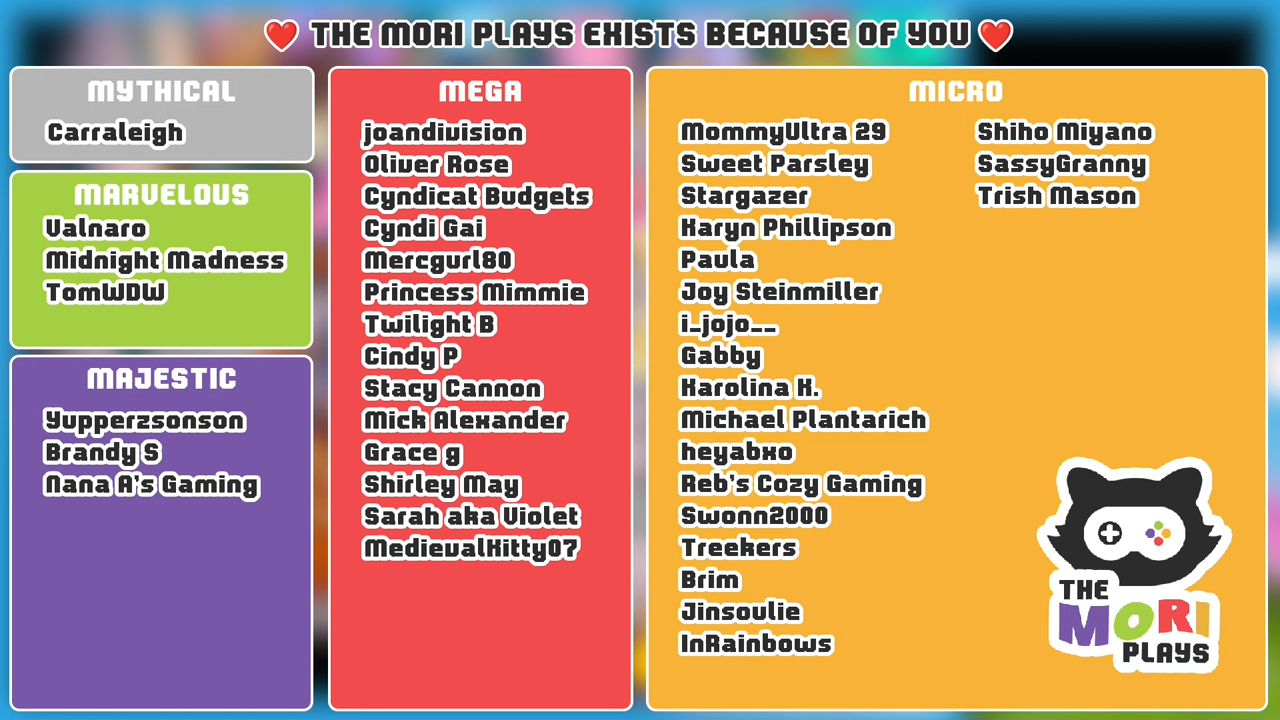 THE MORI PLAYS EXISTS BECAUSE OF YOU
MYTHICAL
Carraleigh
MARVELOUS
Valnaro
Midnight Madness
TomWDW
MAJESTIC
Yupperzsonson
Brandy S
Nana A's Gaming
MEGA
joandivision
Oliver Rose
Cyndicat Budgets
Cyndi Gai
Mercgurl80
Princess Mimmie
Twilight B
Cindy P
Stacy Cannon
Mick Alexander
Grace g
Shirley May
Sarah aka Violet
MedievalKitty07
MICRO
MommyUltra 29
Sweet Parsley
Stargazer
Karyn Phillipson
Paula
Joy Steinmiller
i_jojo__
Gabby
Karolina K.
Michael Plantarich
heyabxo
Reb's Cozy Gaming
Swonn2000
Treekers
Brim
Jinsoulie
InRainbows
Shiho Miyano
SassyGranny
Trish Mason
THE
MORI
PLAYS